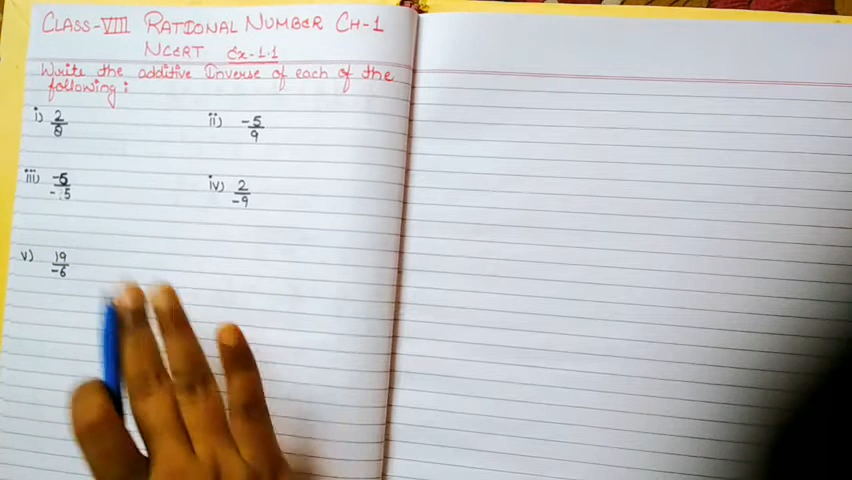 CLASS-VIII RATIONAL NUMBER CH-1
NCERT Ex-1.1
Write the additive Inverse of each of the
following:
i) 2/8 ii) -5/9
iii) -6/-5 iv) 2/-9
v) 19/-6